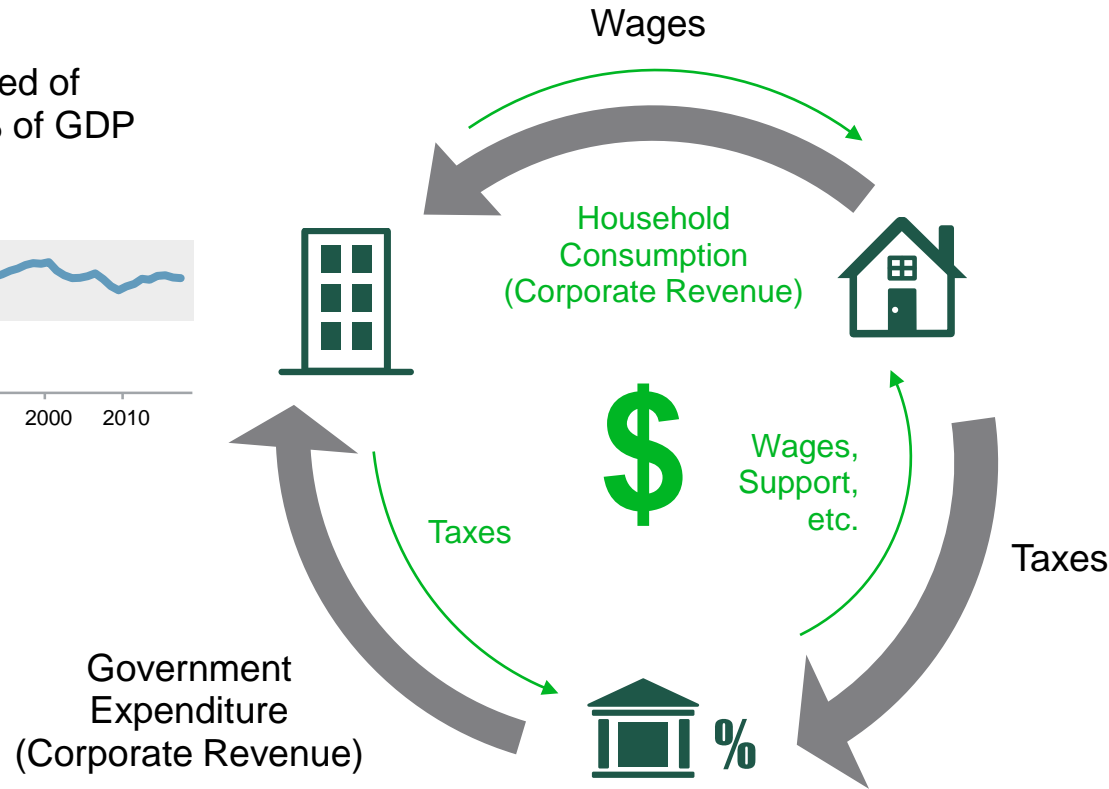 Wages
ed of
of GDP
Household
Consumption
(Corporate Revenue)
2000 2010
$
Wages,
Support,
etc.
Taxes
Taxes
Government
Expenditure
(Corporate Revenue)
%